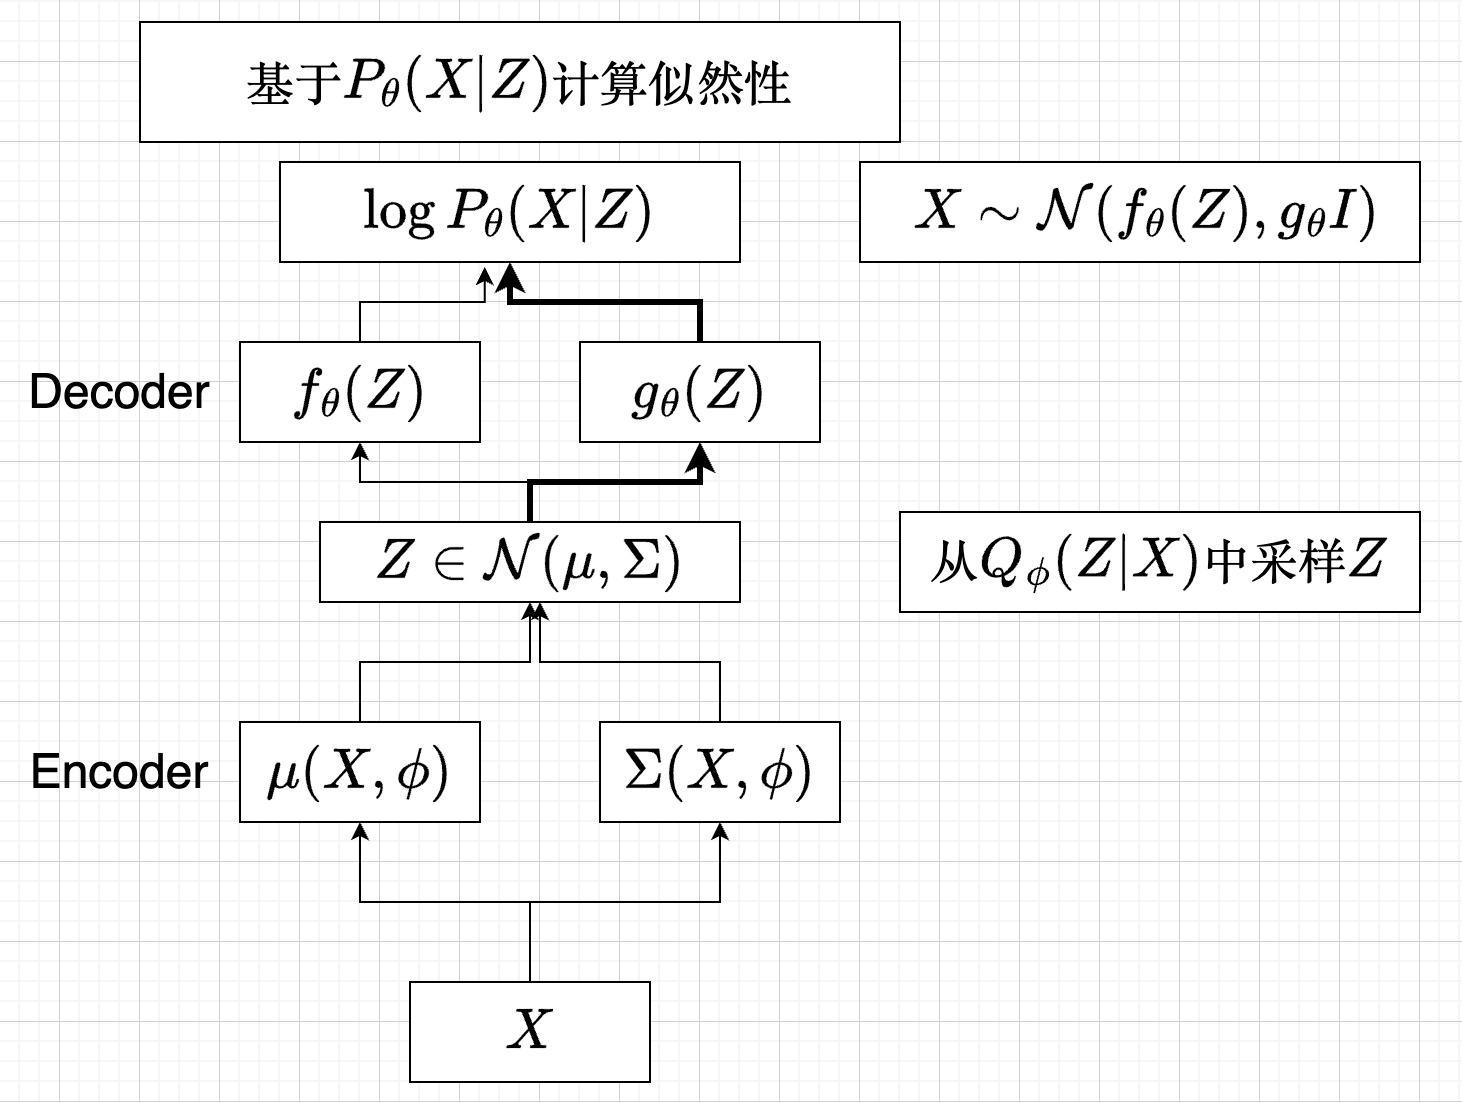 基于$P_\theta(X|Z)$计算似然性
$\log P_\theta(X|Z)$
$X \sim \mathcal{N}(f_\theta(Z), g_\theta I)$
Decoder
$f_\theta(Z)$
$g_\theta(Z)$
$Z \in \mathcal{N}(\mu, \Sigma)$
从$Q_\phi(Z|X)$中采样$Z$
Encoder
$\mu(X, \phi)$
$\Sigma(X, \phi)$
$X$